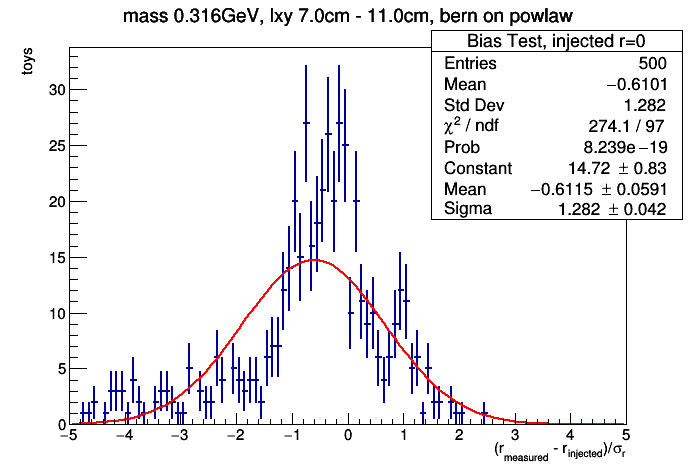 mass 0.316GeV, lxy 7.0cm - 11.0cm, bern on powlaw
Bias Test, injected r=0
Entries 500
Mean −0.6101
Std Dev 1.282
χ² / ndf 274.1 / 97
Prob 8.239e−19
Constant 14.72 ± 0.83
Mean −0.6115 ± 0.0591
Sigma 1.282 ± 0.042
toys
30
25
20
15
10
5
0
−5 −4 −3 −2 −1 0 1 2 3 4 5
(r_measured - r_injected)/σ_r